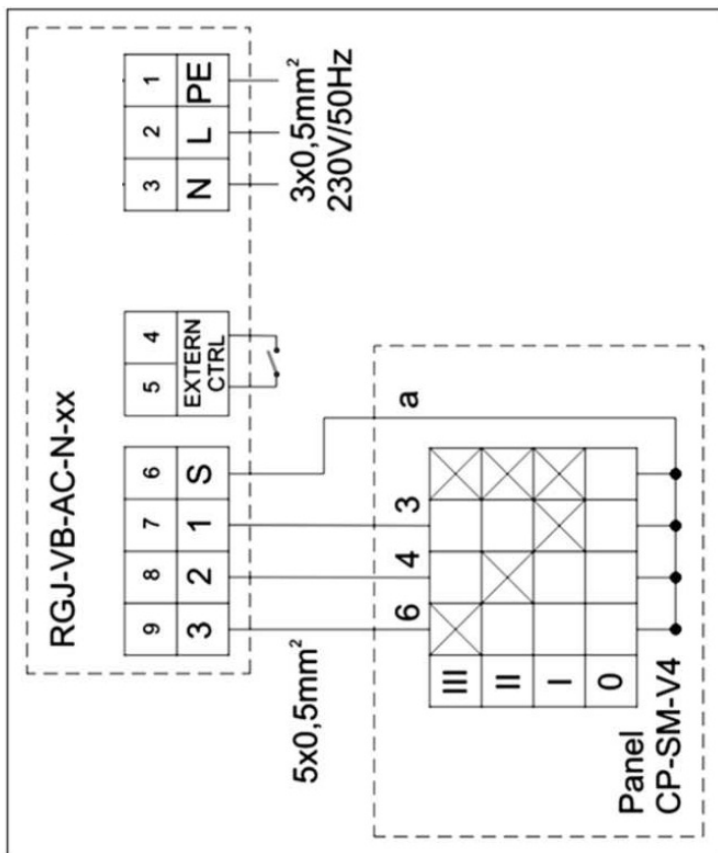 RGJ-VB-AC-N-xx
9 8 7 6
3 2 1 S
5 4
EXTERN
CTRL
3 2 1
N L PE
5x0,5mm²
3x0,5mm²
230V/50Hz
6 4 3 a
III
II
I
0
Panel
CP-SM-V4